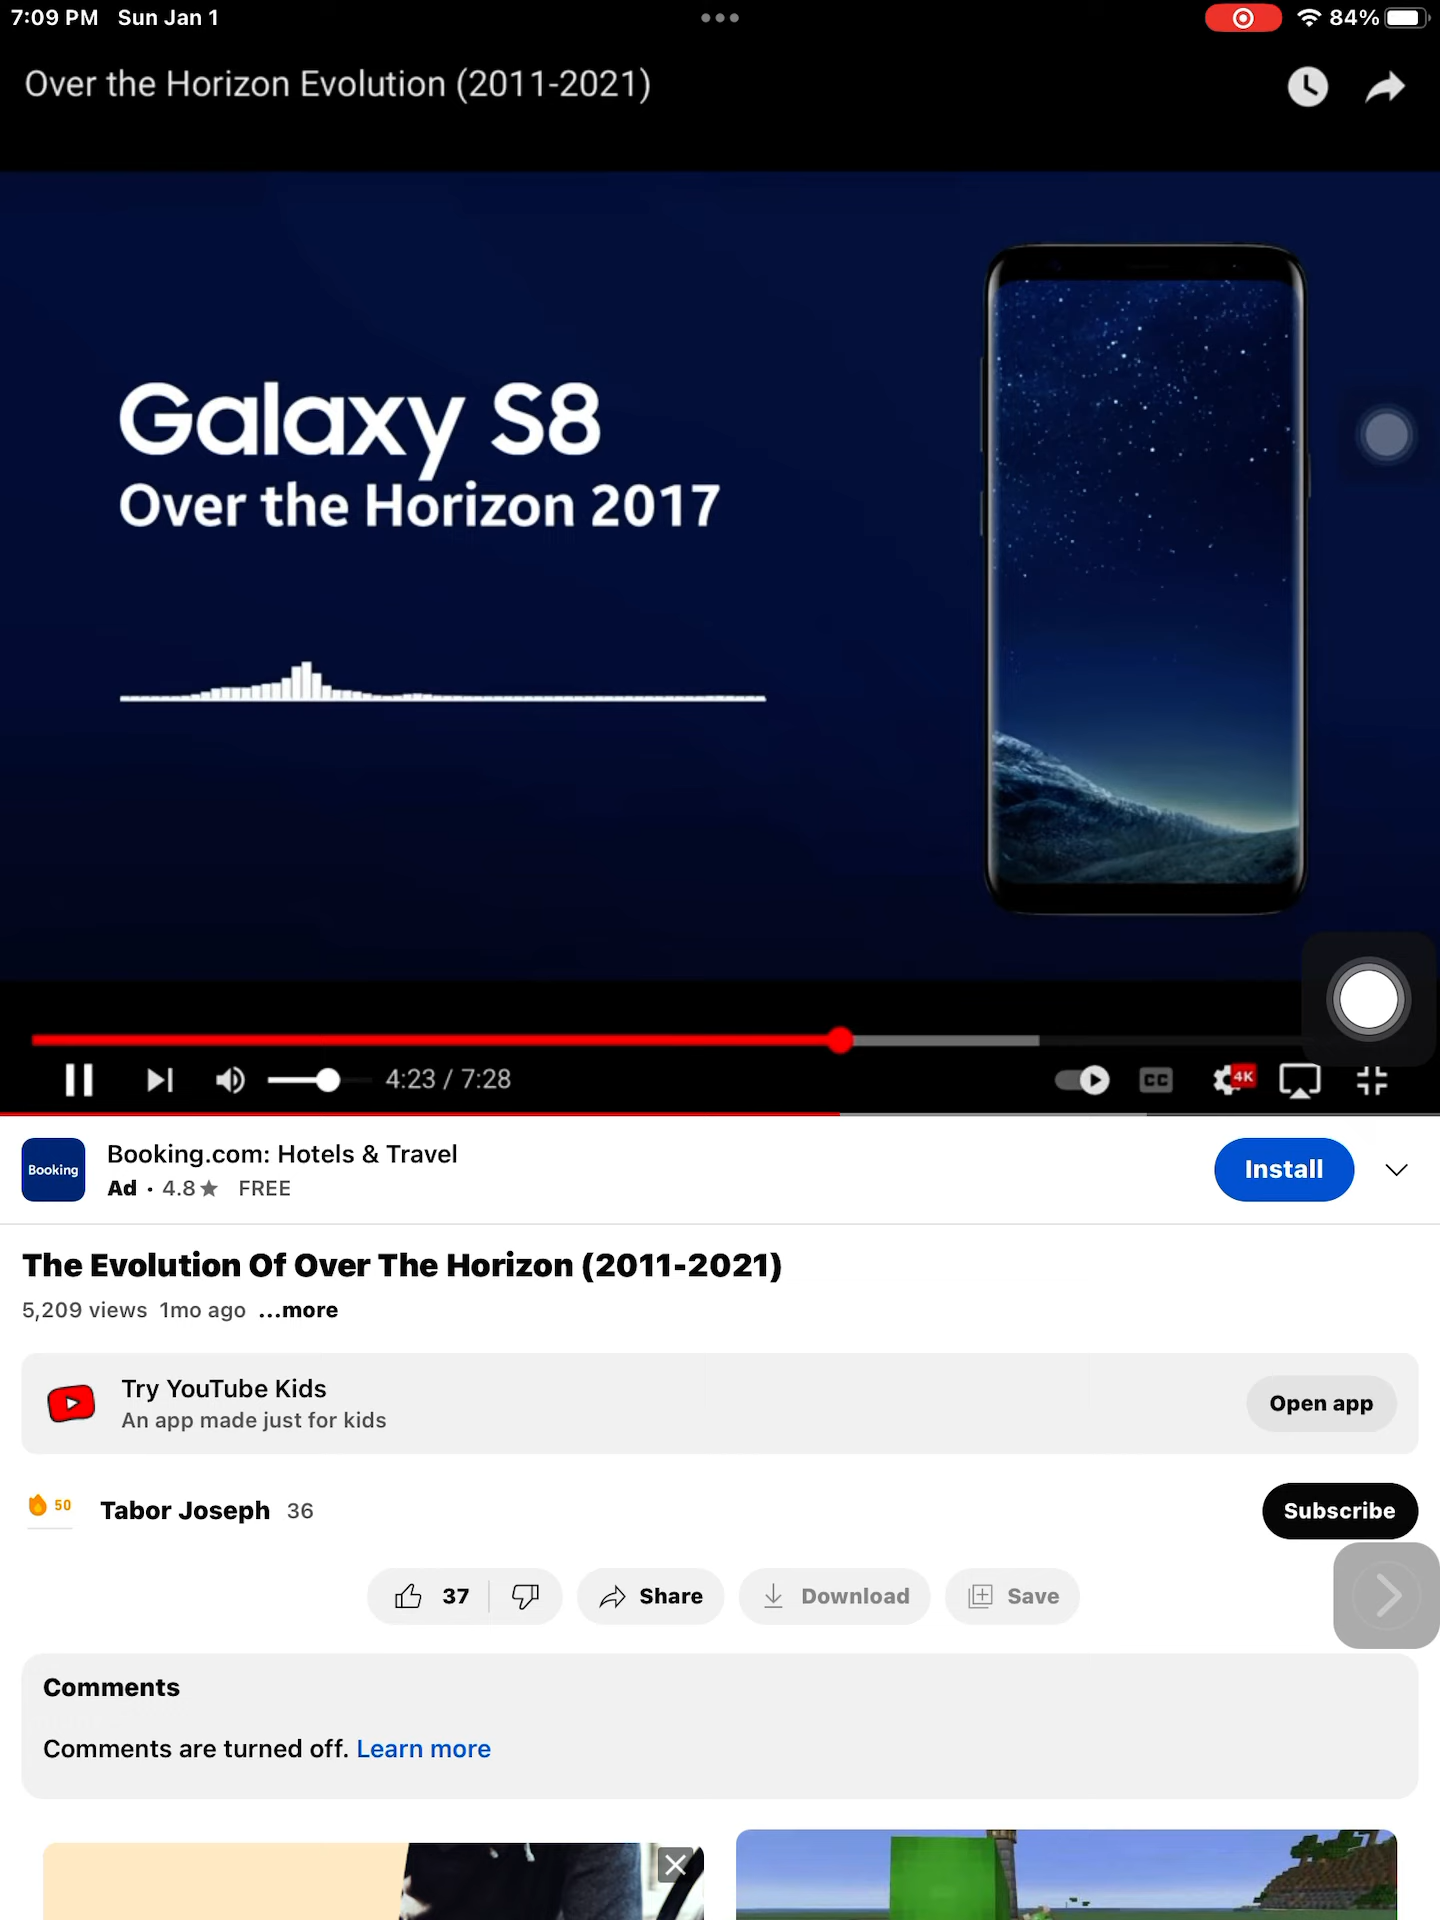 7:09 PM Sun Jan 1
84%
Over the Horizon Evolution (2011-2021)
Galaxy S8
Over the Horizon 2017
4:23 / 7:28
CC
4K
Booking
Booking.com: Hotels & Travel
Ad • 4.8★ FREE
Install
The Evolution Of Over The Horizon (2011-2021)
5,209 views 1mo ago ...more
Try YouTube Kids
An app made just for kids
Open app
50
Tabor Joseph 36
Subscribe
37
Share
Download
Save
Comments
Comments are turned off. Learn more